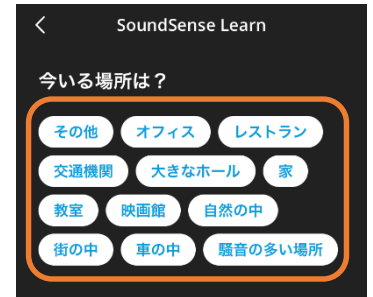 SoundSense Learn
今いる場所は？
その他 オフィス レストラン
交通機関 大きなホール 家
教室 映画館 自然の中
街の中 車の中 騒音の多い場所